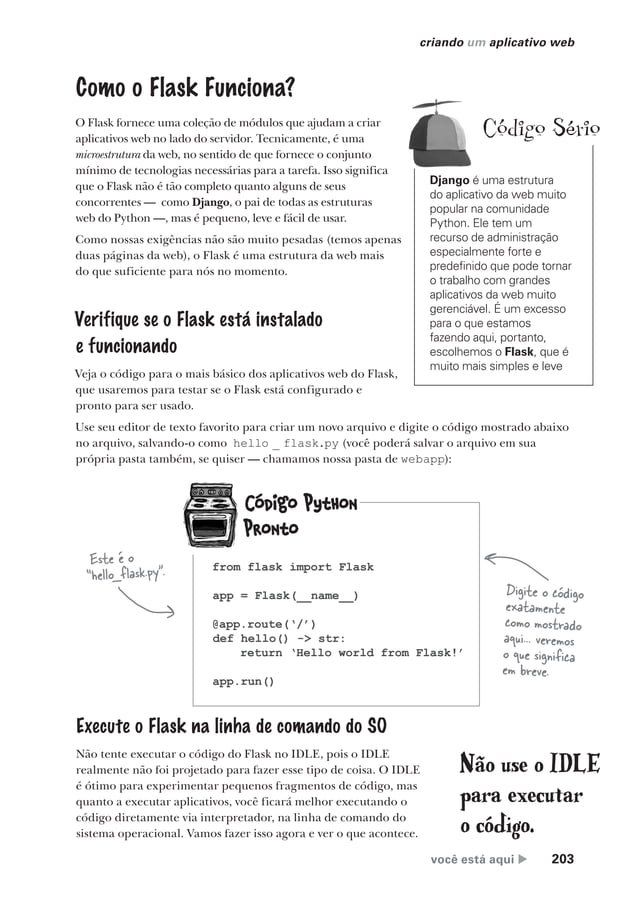 criando um aplicativo web
Como o Flask Funciona?
O Flask fornece uma coleção de módulos que ajudam a criar
aplicativos web no lado do servidor. Tecnicamente, é uma
microestrutura da web, no sentido de que fornece o conjunto
mínimo de tecnologias necessárias para a tarefa. Isso significa
que o Flask não é tão completo quanto alguns de seus
concorrentes — como Django, o pai de todas as estruturas
web do Python —, mas é pequeno, leve e fácil de usar.
Como nossas exigências não são muito pesadas (temos apenas
duas páginas da web), o Flask é uma estrutura da web mais
do que suficiente para nós no momento.
Código Sério
Django é uma estrutura
do aplicativo da web muito
popular na comunidade
Python. Ele tem um
recurso de administração
especialmente forte e
predefinido que pode tornar
o trabalho com grandes
aplicativos da web muito
gerenciável. É um excesso
para o que estamos
fazendo aqui, portanto,
escolhemos o Flask, que é
muito mais simples e leve
Verifique se o Flask está instalado
e funcionando
Veja o código para o mais básico dos aplicativos web do Flask,
que usaremos para testar se o Flask está configurado e
pronto para ser usado.
Use seu editor de texto favorito para criar um novo arquivo e digite o código mostrado abaixo
no arquivo, salvando-o como hello _ flask.py (você poderá salvar o arquivo em sua
própria pasta também, se quiser — chamamos nossa pasta de webapp):
Código Python
Pronto
Este é o
"hello_flask.py".
from flask import Flask
app = Flask(__name__)
@app.route(‘/’)
def hello() -> str:
    return ‘Hello world from Flask!’
app.run()
Digite o código
exatamente
como mostrado
aqui... veremos
o que significa
em breve.
Execute o Flask na linha de comando do SO
Não tente executar o código do Flask no IDLE, pois o IDLE
realmente não foi projetado para fazer esse tipo de coisa. O IDLE
é ótimo para experimentar pequenos fragmentos de código, mas
quanto a executar aplicativos, você ficará melhor executando o
código diretamente via interpretador, na linha de comando do
sistema operacional. Vamos fazer isso agora e ver o que acontece.
Não use o IDLE
para executar
o código.
você está aqui ▶ 203